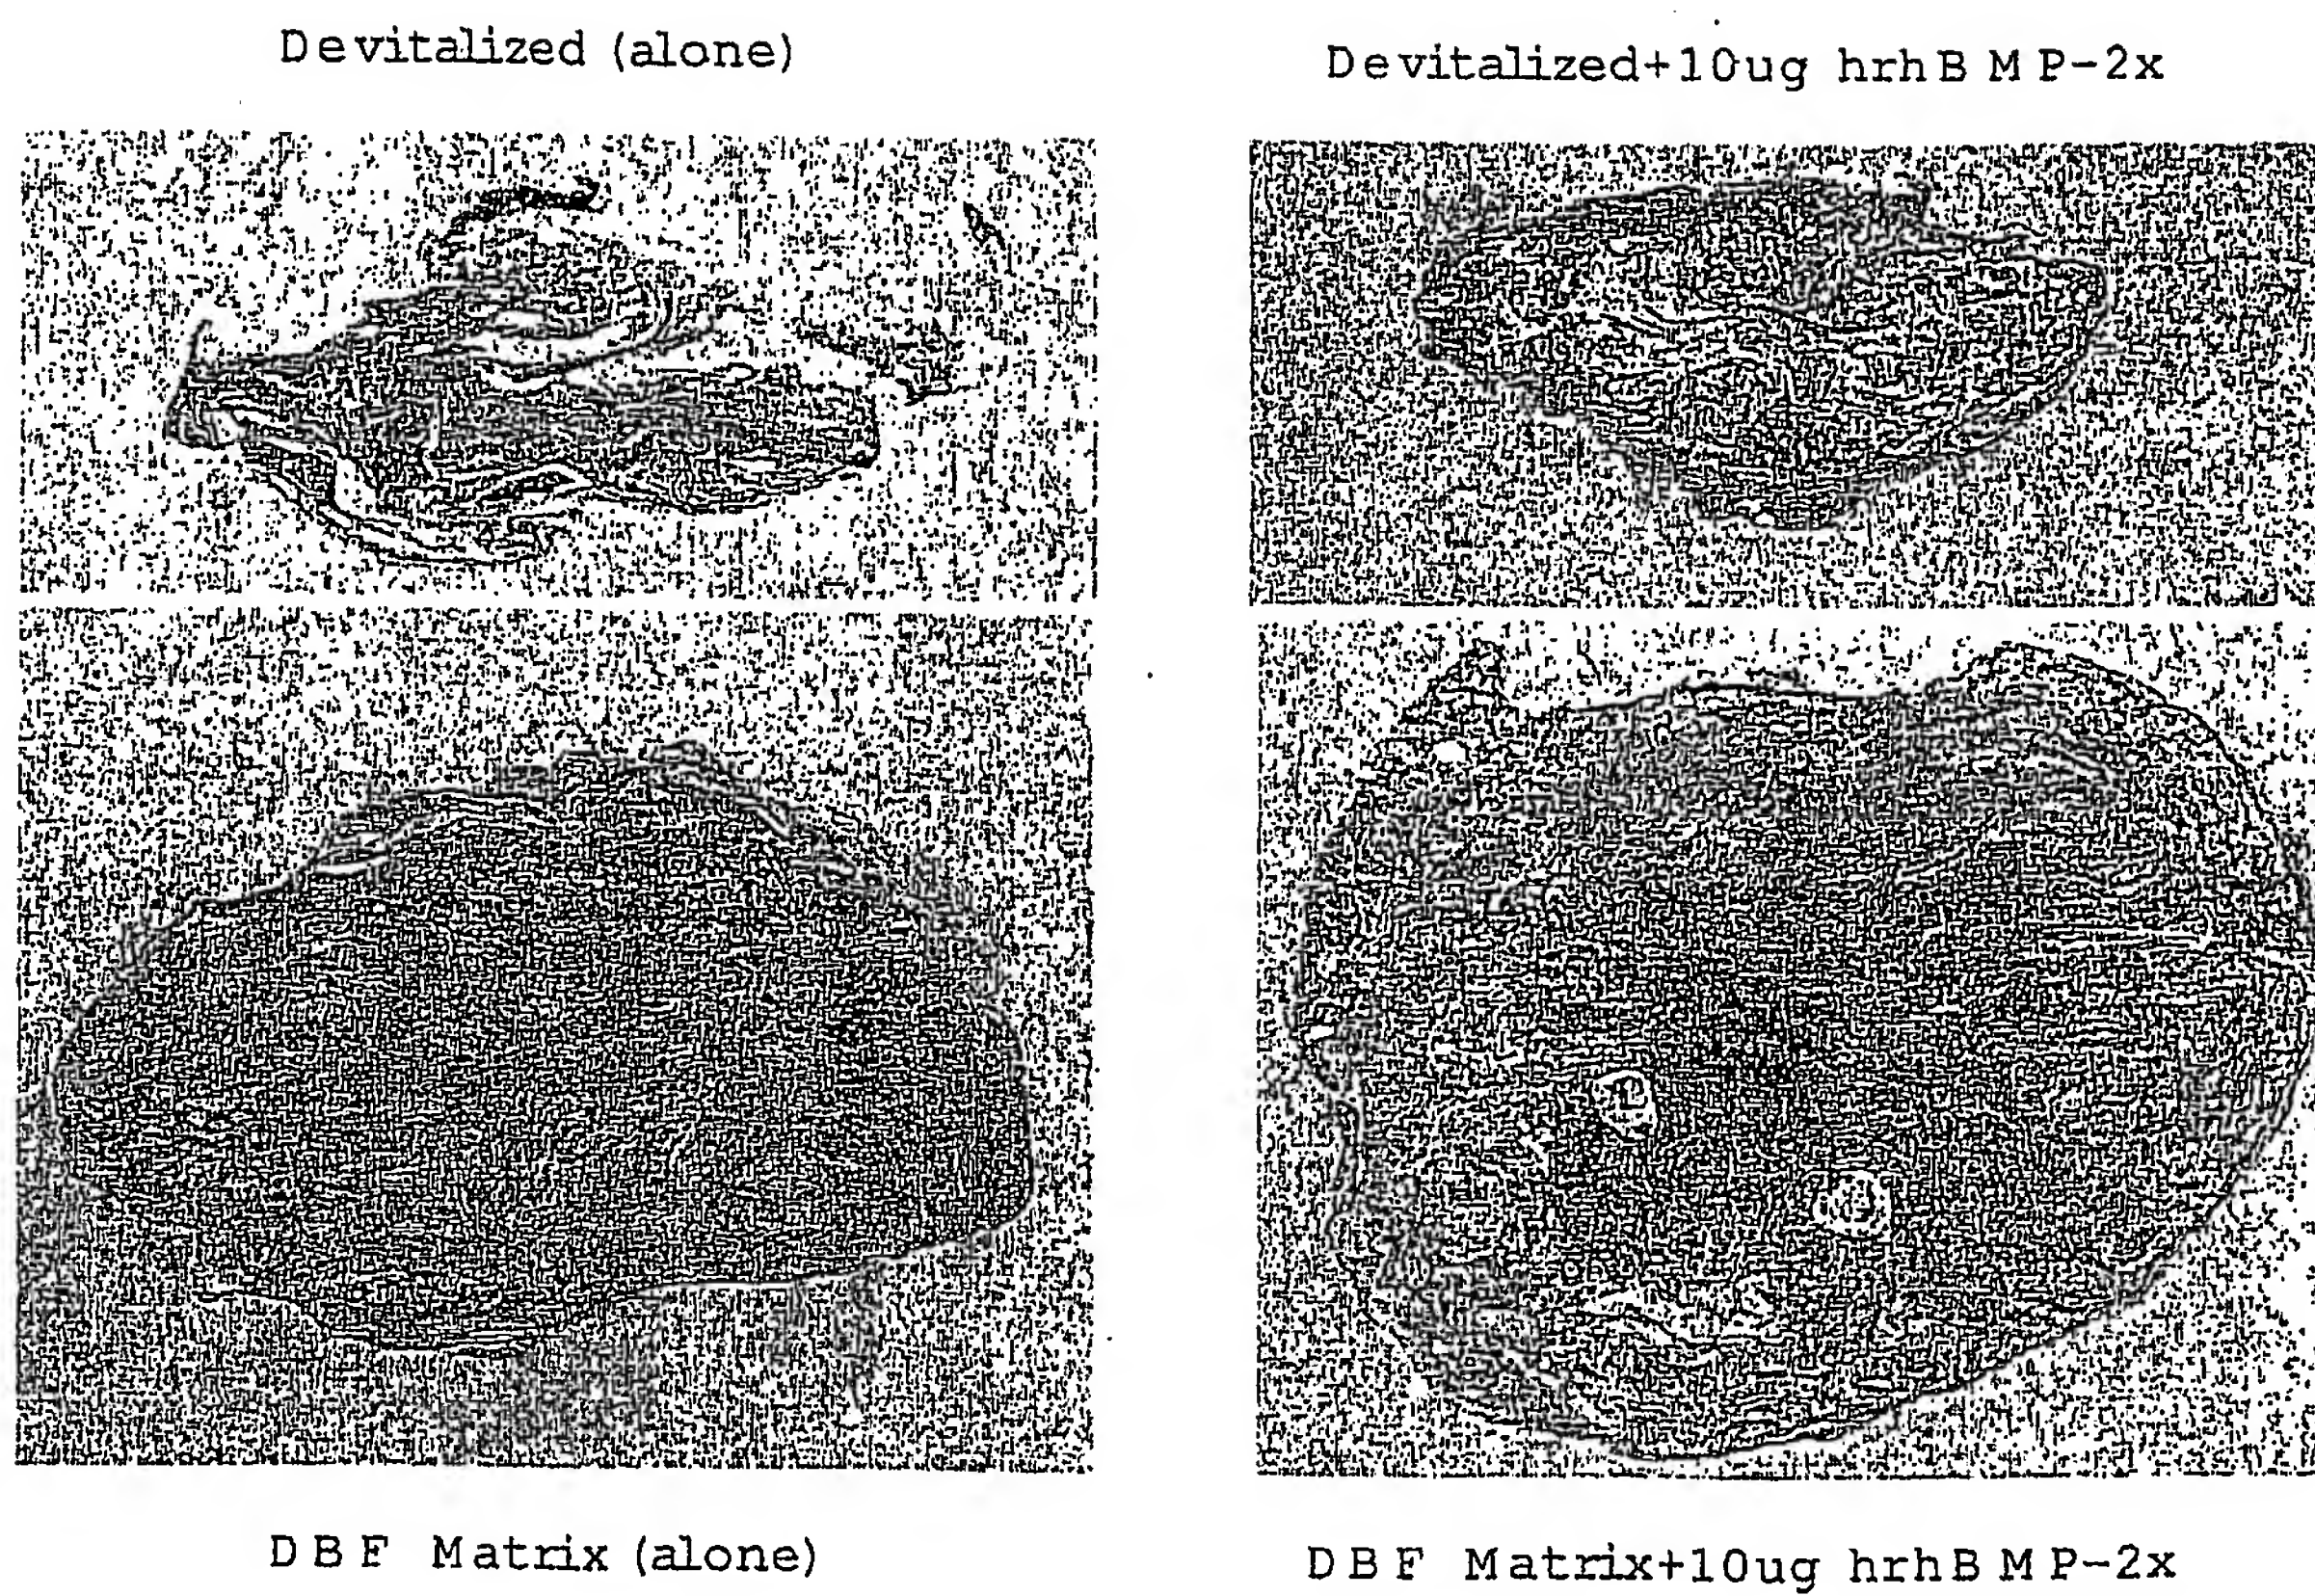 Devitalized (alone)
Devitalized+10ug hrhBMP-2x
DBF Matrix (alone)
DBF Matrix+10ug hrhBMP-2x